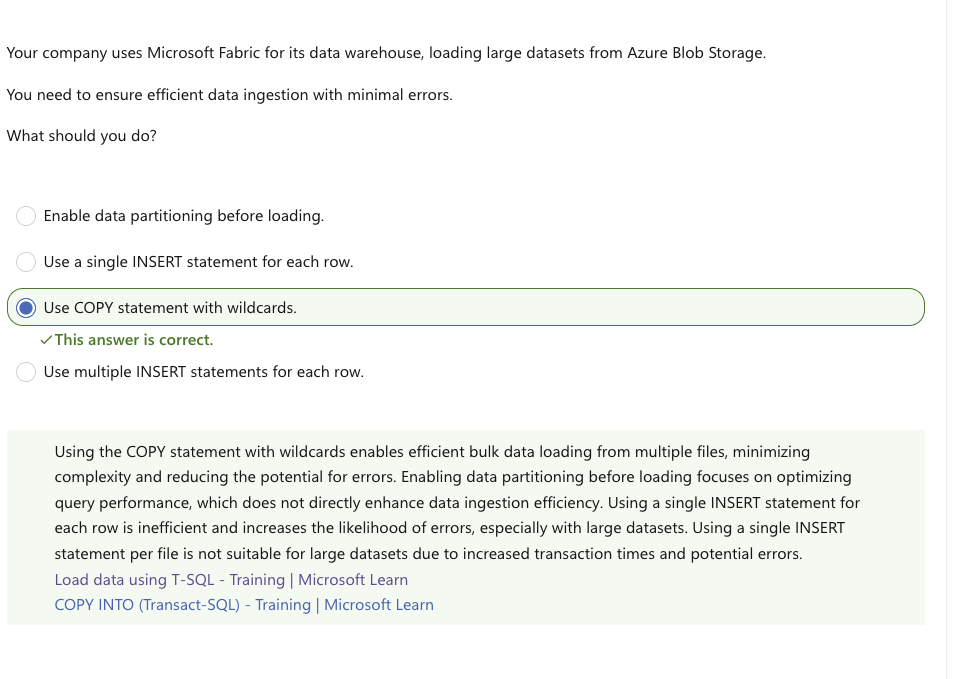 Your company uses Microsoft Fabric for its data warehouse, loading large datasets from Azure Blob Storage.
You need to ensure efficient data ingestion with minimal errors.
What should you do?
Enable data partitioning before loading.
Use a single INSERT statement for each row.
Use COPY statement with wildcards.
✓This answer is correct.
Use multiple INSERT statements for each row.
Using the COPY statement with wildcards enables efficient bulk data loading from multiple files, minimizing
complexity and reducing the potential for errors. Enabling data partitioning before loading focuses on optimizing
query performance, which does not directly enhance data ingestion efficiency. Using a single INSERT statement for
each row is inefficient and increases the likelihood of errors, especially with large datasets. Using a single INSERT
statement per file is not suitable for large datasets due to increased transaction times and potential errors.
Load data using T-SQL - Training | Microsoft Learn
COPY INTO (Transact-SQL) - Training | Microsoft Learn